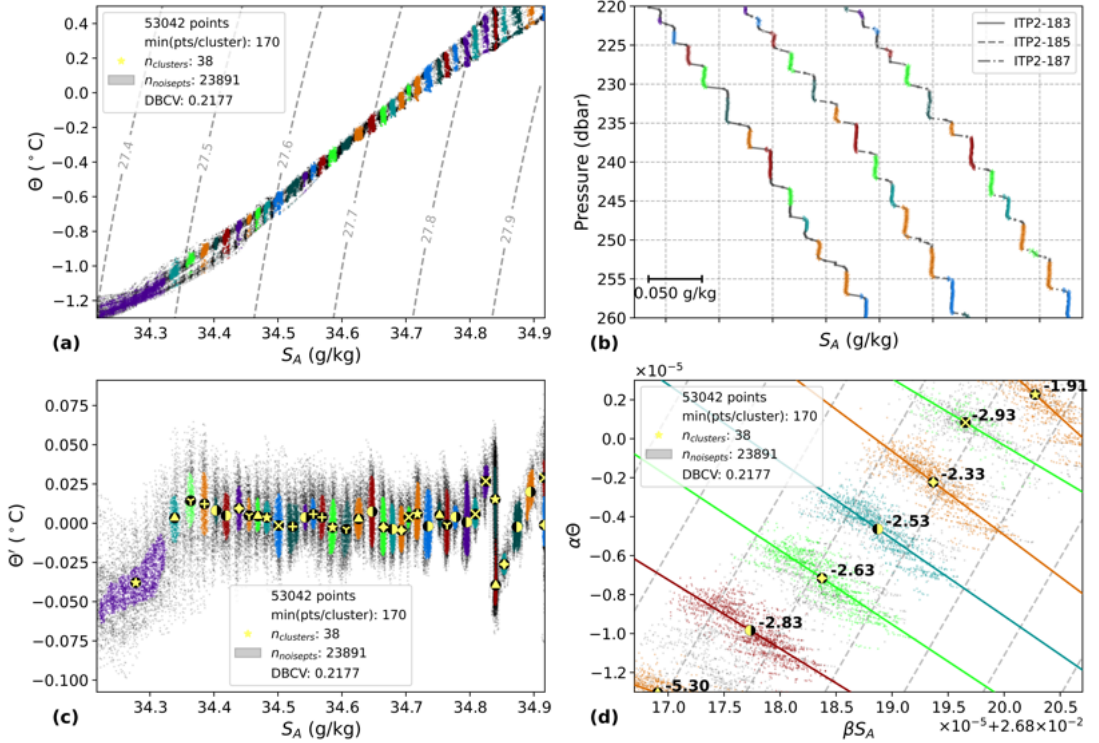 53042 points
min(pts/cluster): 170
n_clusters: 38
n_noisepts: 23891
DBCV: 0.2177
27.4
27.5
27.6
27.7
27.8
27.9
0.4
0.2
0.0
−0.2
−0.4
−0.6
−0.8
−1.0
−1.2
Θ (°C)
34.3
34.4
34.5
34.6
34.7
34.8
34.9
S_A (g/kg)
(a)
220
225
230
235
240
245
250
255
260
Pressure (dbar)
ITP2-183
ITP2-185
ITP2-187
0.050 g/kg
S_A (g/kg)
(b)
0.075
0.050
0.025
0.000
−0.025
−0.050
−0.075
−0.100
Θ′ (°C)
53042 points
min(pts/cluster): 170
n_clusters: 38
n_noisepts: 23891
DBCV: 0.2177
34.3
34.4
34.5
34.6
34.7
34.8
34.9
S_A (g/kg)
(c)
×10⁻⁵
0.2
0.0
−0.2
−0.4
−0.6
−0.8
−1.0
−1.2
αΘ
53042 points
min(pts/cluster): 170
n_clusters: 38
n_noisepts: 23891
DBCV: 0.2177
-1.91
-2.93
-2.33
-2.53
-2.63
-2.83
-5.30
17.0
17.5
18.0
18.5
19.0
19.5
20.0
20.5
×10⁻⁵+2.68×10⁻²
βS_A
(d)